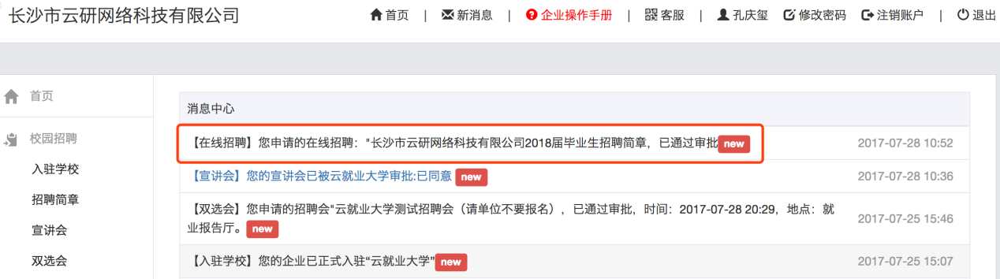 长沙市云研网络科技有限公司
首页 | 新消息 | 企业操作手册 | 客服 | 孔庆玺 修改密码 注销账户 | 退出
首页
消息中心
校园招聘
【在线招聘】您申请的在线招聘："长沙市云研网络科技有限公司2018届毕业生招聘简章，已通过审批 new 2017-07-28 10:52
入驻学校
【宣讲会】您的宣讲会已被云就业大学审批:已同意 new 2017-07-28 10:36
招聘简章
【双选会】您申请的招聘会"云就业大学测试招聘会（请单位不要报名），已通过审批，时间：2017-07-28 20:29，地点：就
业报告厅。 new 2017-07-25 15:46
宣讲会
双选会
【入驻学校】您的企业已正式入驻“云就业大学” new 2017-07-25 15:07